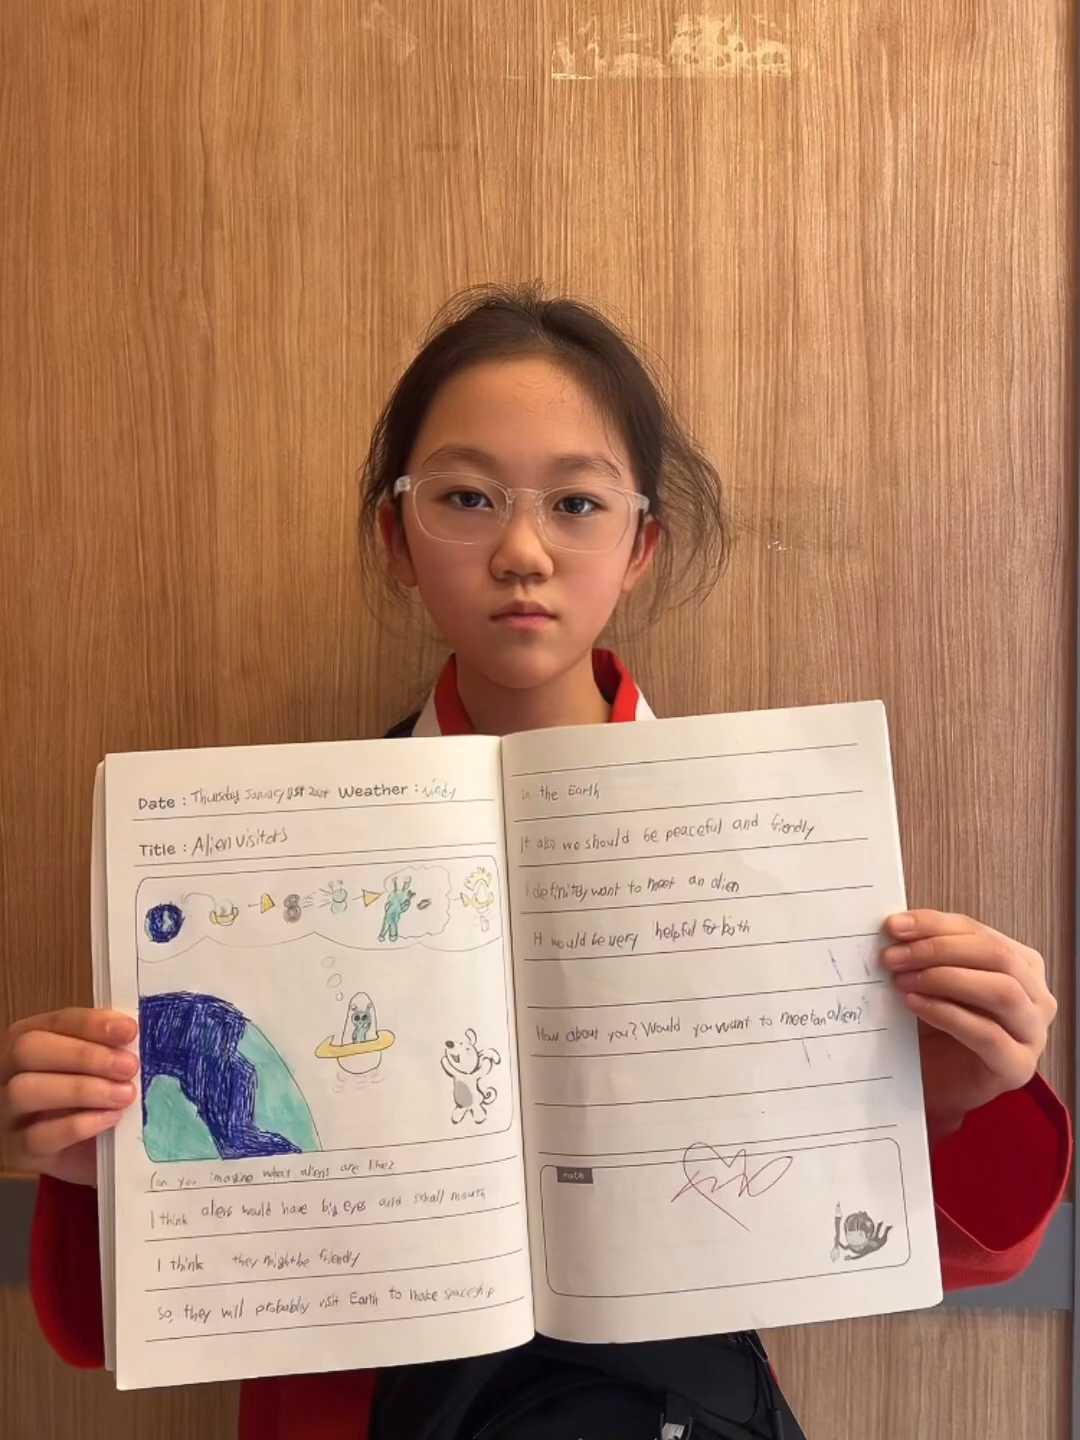 Date : Thursday January Weather : windy
Title : Alien visitors
Can you imagine what aliens are like?
I think aliens would have big eyes and small mouth
I think they might be friendly
So, they will probably visit Earth to make spaceship
in the Earth
It also we should be peaceful and friendly
I definitely want to meet an alien
It would be very helpful for both
How about you? Would you want to meet an alien?